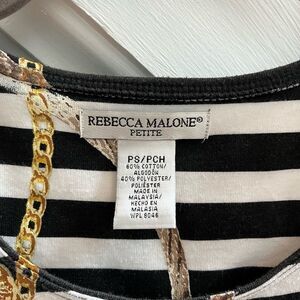 REBECCA MALONE®
PETITE
PS/PCH
60% COTTON/
ALGODÓN
40% POLYESTER/
POLIÉSTER
MADE IN
MALAYSIA/
HECHO EN
MALASIA
WPL 8046